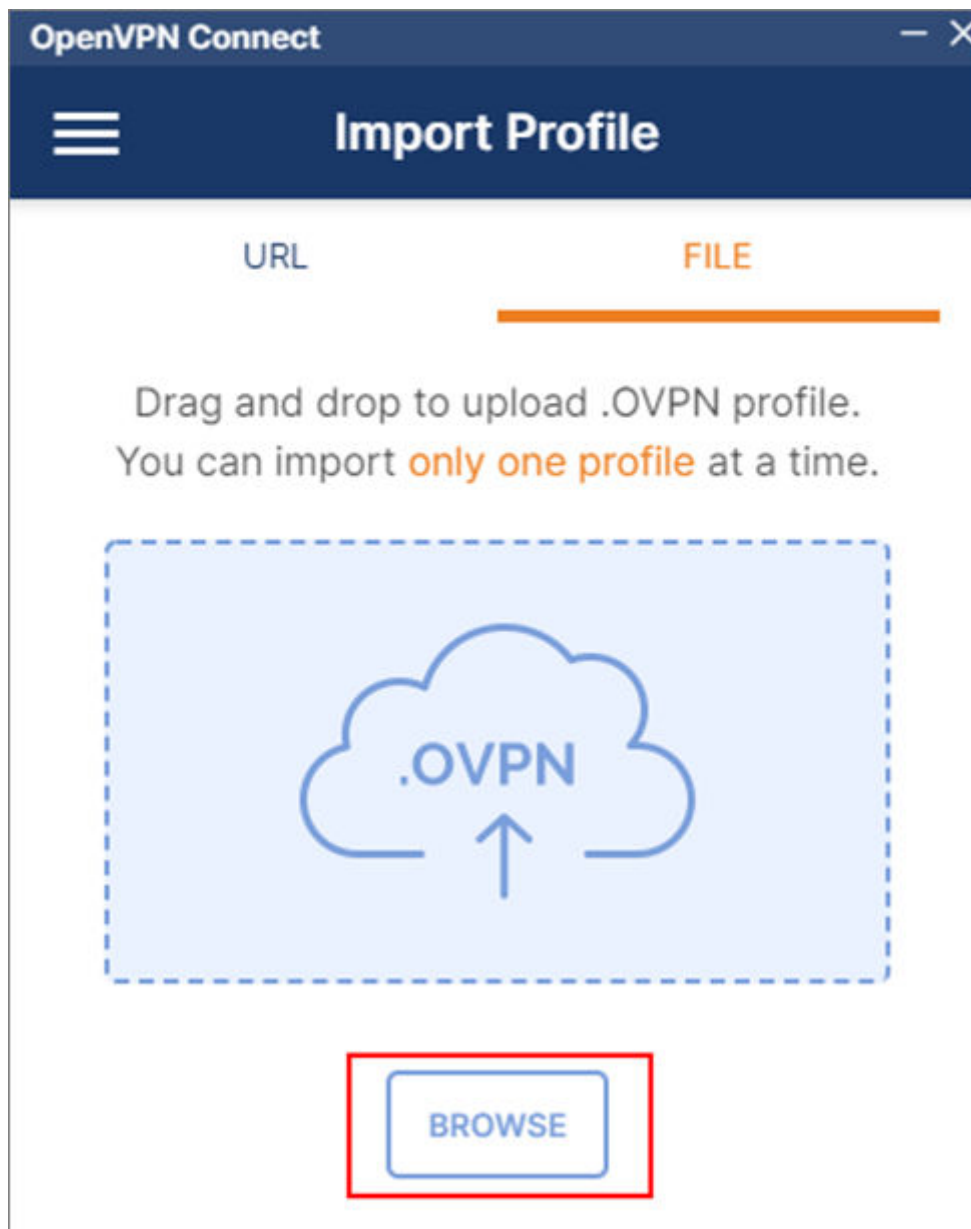 OpenVPN Connect
Import Profile
URL
FILE
Drag and drop to upload .OVPN profile.
You can import only one profile at a time.
.OVPN
BROWSE